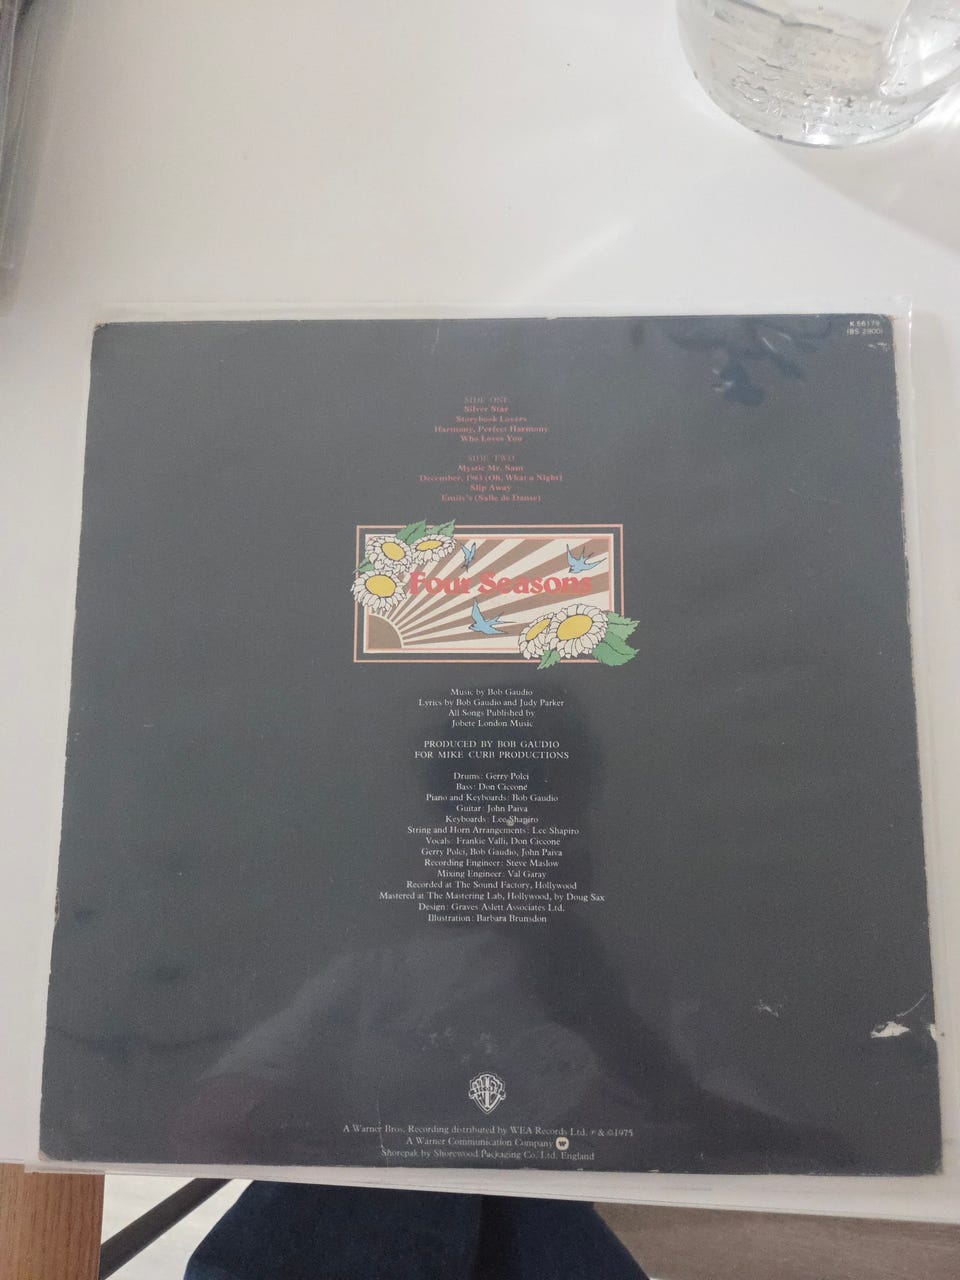 K 56179
(BS 2900)
SIDE ONE
Silver Star
Storybook Lovers
Harmony, Perfect Harmony
Who Loves You
SIDE TWO
Mystic Mr. Sam
December, 1963 (Oh, What a Night)
Slip Away
Emily's (Salle de Danse)
Four Seasons
Music by Bob Gaudio
Lyrics by Bob Gaudio and Judy Parker
All Songs Published by
Jobete London Music
PRODUCED BY BOB GAUDIO
FOR MIKE CURB PRODUCTIONS
Drums: Gerry Polci
Bass: Don Ciccone
Piano and Keyboards: Bob Gaudio
Guitar: John Paiva
Keyboards: Lee Shapiro
String and Horn Arrangements: Lee Shapiro
Vocals: Frankie Valli, Don Ciccone
Gerry Polci, Bob Gaudio, John Paiva
Recording Engineer: Steve Maslow
Mixing Engineer: Val Garay
Recorded at The Sound Factory, Hollywood
Mastered at The Mastering Lab, Hollywood, by Doug Sax
Design: Graves Aslett Associates Ltd.
Illustration: Barbara Brunsdon
A Warner Bros. Recording distributed by WEA Records Ltd. ℗ & © 1975
A Warner Communication Company
Shorepak by Shorewood Packaging Co. Ltd. England